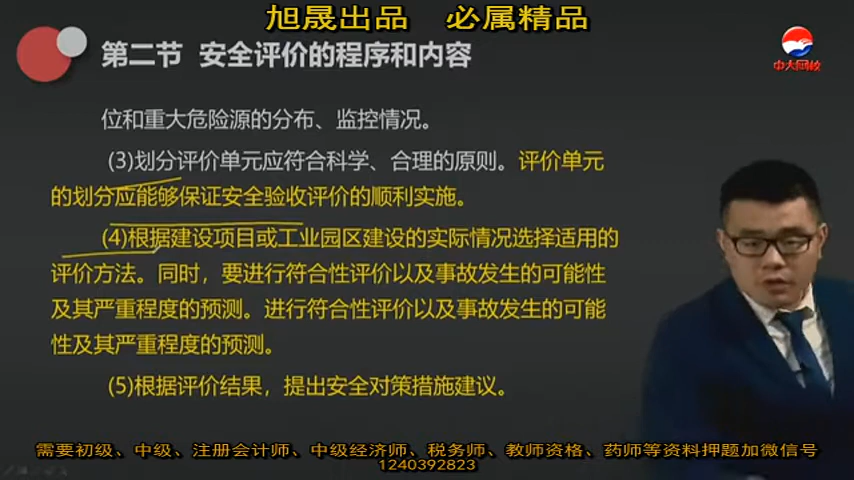 旭晟出品 必属精品
第二节 安全评价的程序和内容
中大网校
位和重大危险源的分布、监控情况。
(3)划分评价单元应符合科学、合理的原则。评价单元
的划分应能够保证安全验收评价的顺利实施。
(4)根据建设项目或工业园区建设的实际情况选择适用的
评价方法。同时，要进行符合性评价以及事故发生的可能性
及其严重程度的预测。进行符合性评价以及事故发生的可能
性及其严重程度的预测。
(5)根据评价结果，提出安全对策措施建议。
需要初级、中级、注册会计师、中级经济师、税务师、教师资格、药师等资料押题加微信号
1240392823